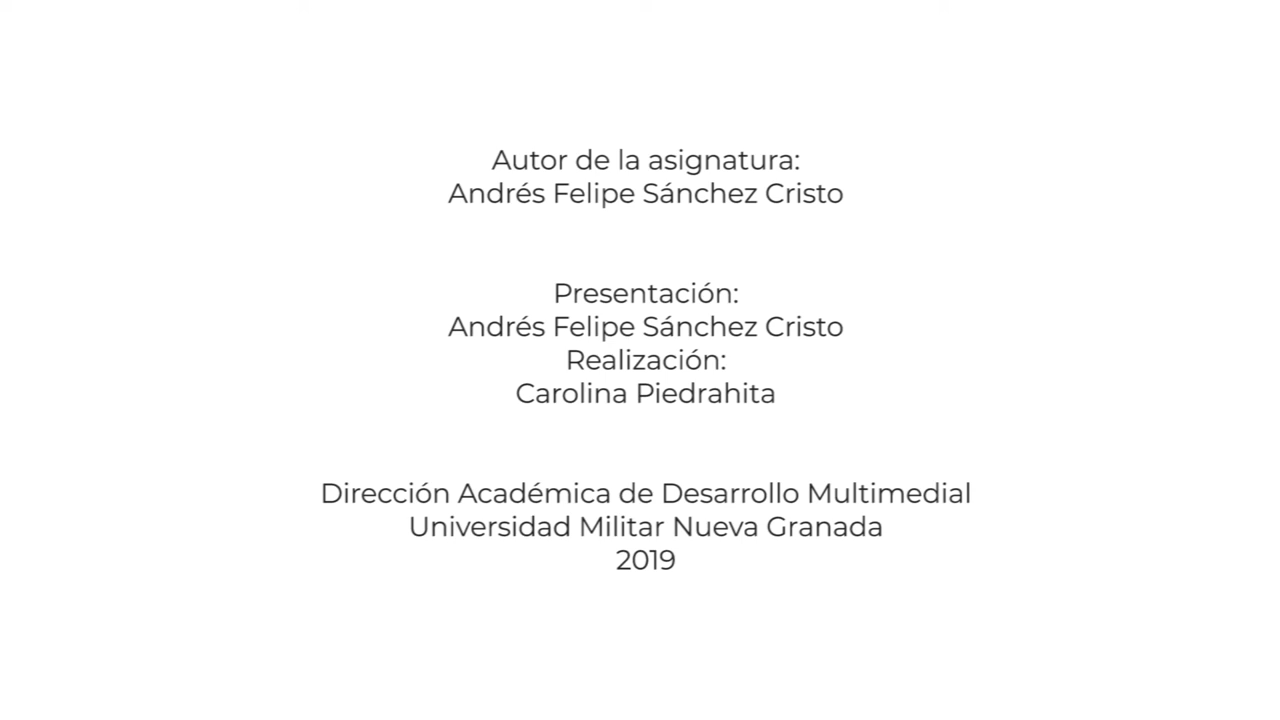 Autor de la asignatura:
Andrés Felipe Sánchez Cristo
Presentación:
Andrés Felipe Sánchez Cristo
Realización:
Carolina Piedrahita
Dirección Académica de Desarrollo Multimedial
Universidad Militar Nueva Granada
2019